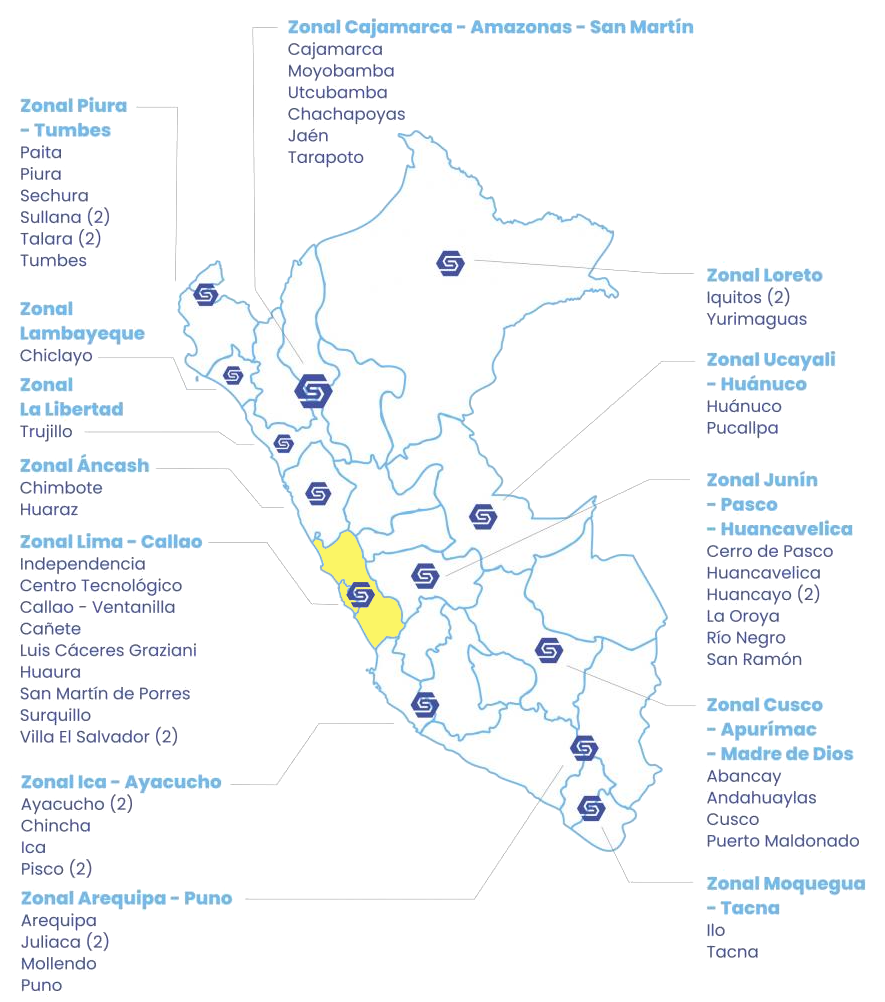 Zonal Cajamarca - Amazonas - San Martín
Cajamarca
Moyobamba
Utcubamba
Chachapoyas
Jaén
Tarapoto
Zonal Piura
- Tumbes
Paita
Piura
Sechura
Sullana (2)
Talara (2)
Tumbes
Zonal
Lambayeque
Chiclayo
Zonal
La Libertad
Trujillo
Zonal Áncash
Chimbote
Huaraz
Zonal Lima - Callao
Independencia
Centro Tecnológico
Callao - Ventanilla
Cañete
Luis Cáceres Graziani
Huaura
San Martín de Porres
Surquillo
Villa El Salvador (2)
Zonal Ica - Ayacucho
Ayacucho (2)
Chincha
Ica
Pisco (2)
Zonal Arequipa - Puno
Arequipa
Juliaca (2)
Mollendo
Puno
Zonal Loreto
Iquitos (2)
Yurimaguas
Zonal Ucayali
- Huánuco
Huánuco
Pucallpa
Zonal Junín
- Pasco
- Huancavelica
Cerro de Pasco
Huancavelica
Huancayo (2)
La Oroya
Río Negro
San Ramón
Zonal Cusco
- Apurímac
- Madre de Dios
Abancay
Andahuaylas
Cusco
Puerto Maldonado
Zonal Moquegua
- Tacna
Ilo
Tacna